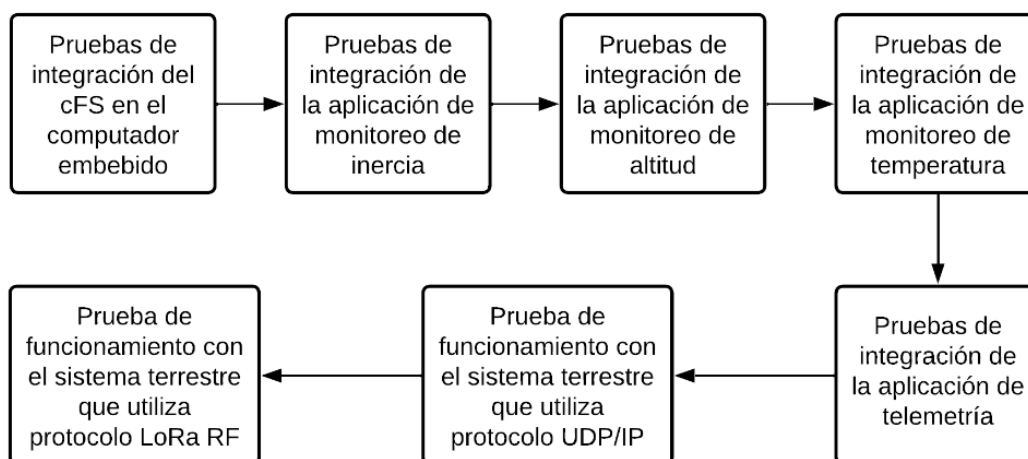 Pruebas de
integración del
cFS en el
computador
embebido
Pruebas de
integración de
la aplicación de
monitoreo de
inercia
Pruebas de
integración de
la aplicación de
monitoreo de
altitud
Pruebas de
integración de
la aplicación de
monitoreo de
temperatura
Pruebas de
integración de
la aplicación de
telemetría
Prueba de
funcionamiento con
el sistema terrestre
que utiliza
protocolo UDP/IP
Prueba de
funcionamiento con
el sistema terrestre
que utiliza
protocolo LoRa RF